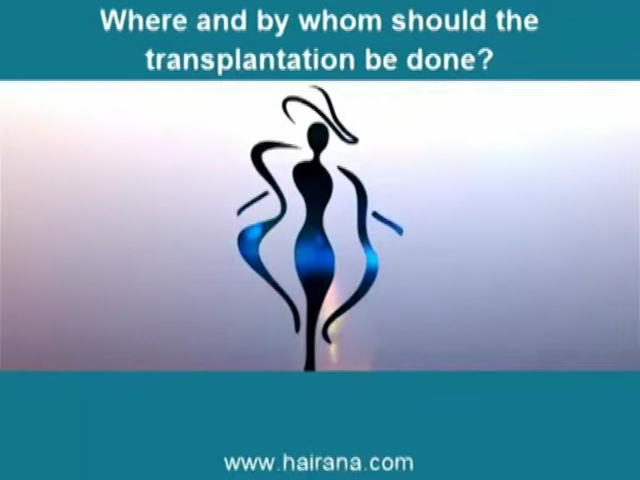 Where and by whom should the
transplantation be done?
www.hairana.com